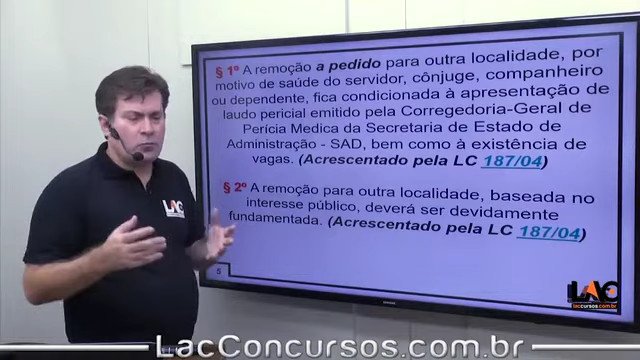 § 1º A remoção a pedido para outra localidade, por
motivo de saúde do servidor, cônjuge, companheiro
ou dependente, fica condicionada à apresentação de
laudo pericial emitido pela Corregedoria-Geral de
Perícia Medica da Secretaria de Estado de
Administração - SAD, bem como à existência de
vagas. (Acrescentado pela LC 187/04)
§ 2º A remoção para outra localidade, baseada no
interesse público, deverá ser devidamente
fundamentada. (Acrescentado pela LC 187/04)
5
LAC
LAC
laccursos.com.br
LacConcursos.com.br